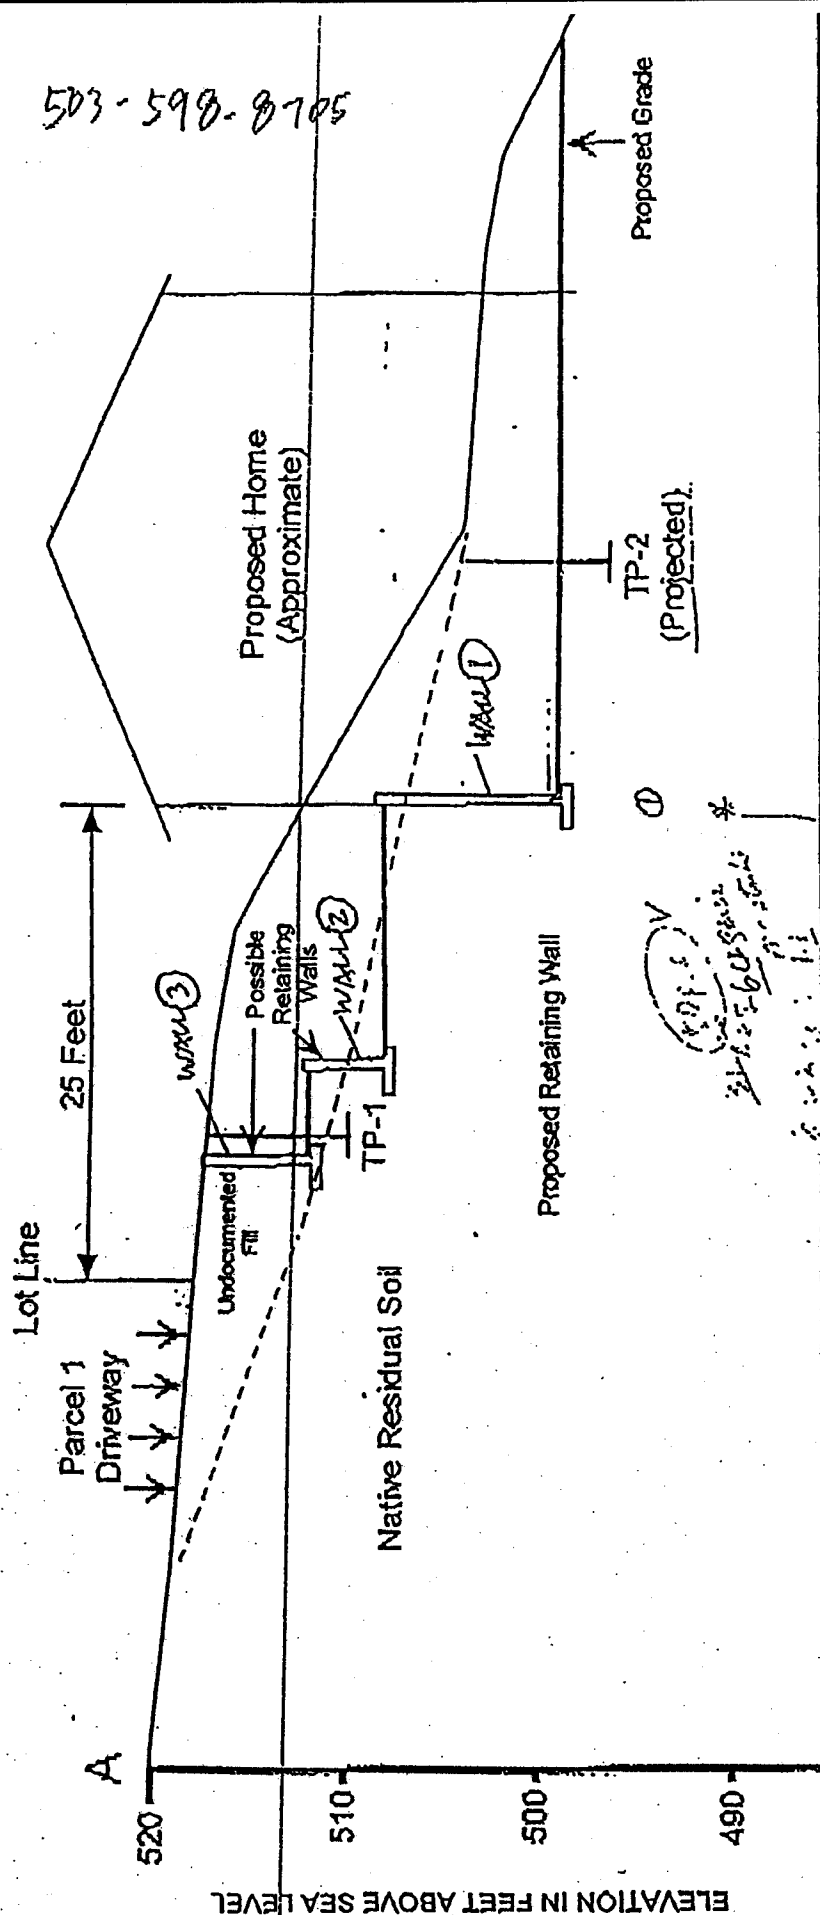 503-598-8705
Lot Line
25 Feet
Parcel 1
Driveway
Proposed Home
(Approximate)
Proposed Grade
WALL 3
Possible
Retaining
Walls
WALL 2
WALL 1
Undocumented
Fill
TP-1
TP-2
(Projected)
Native Residual Soil
Proposed Retaining Wall
1
A
520
510
500
490
ELEVATION IN FEET ABOVE SEA LEVEL